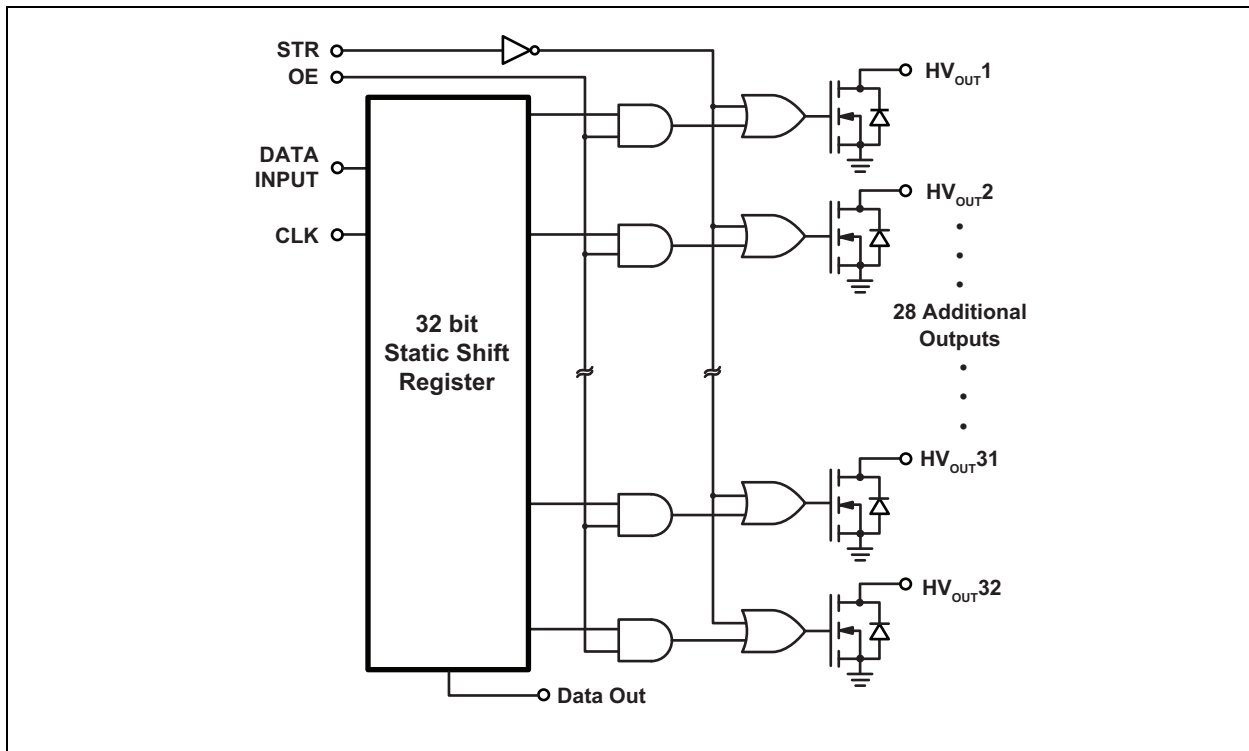 STR
OE
DATA
INPUT
CLK
32 bit
Static Shift
Register
Data Out
HVOUT1
HVOUT2
28 Additional
Outputs
HVOUT31
HVOUT32